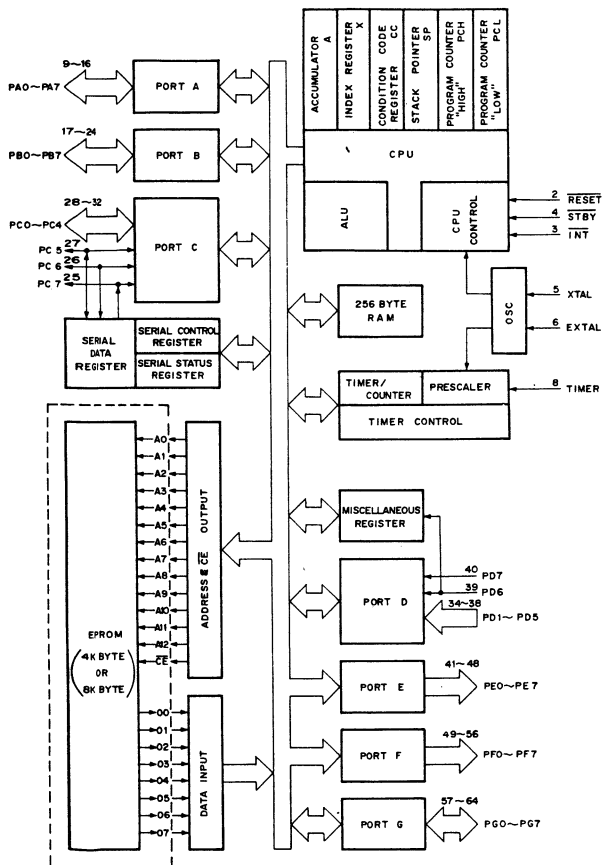 9~16
PA0~PA7
PORT A
17~24
PB0~PB7
PORT B
28~32
PC0~PC4
PORT C
27
PC 5
26
PC 6
25
PC 7
SERIAL
DATA
REGISTER
SERIAL CONTROL
REGISTER
SERIAL STATUS
REGISTER
EPROM
(4K BYTE
OR
8K BYTE)
A0
A1
A2
A3
A4
A5
A6
A7
A8
A9
A10
A11
A12
CE
ADDRESS & CE OUTPUT
O0
O1
O2
O3
O4
O5
O6
O7
DATA INPUT
ACCUMULATOR
A
INDEX REGISTER X
CONDITION CODE
REGISTER CC
STACK POINTER
SP
PROGRAM COUNTER
"HIGH" PCH
PROGRAM COUNTER
"LOW" PCL
CPU
ALU
CPU
CONTROL
2 RESET
4 STBY
3 INT
OSC
5 XTAL
6 EXTAL
256 BYTE
RAM
TIMER/
COUNTER
PRESCALER
TIMER CONTROL
8 TIMER
MISCELLANEOUS
REGISTER
PORT D
40 PD7
39 PD6
34~38
PD1~PD5
PORT E
41~48
PE0~PE7
PORT F
49~56
PF0~PF7
PORT G
57~64
PG0~PG7